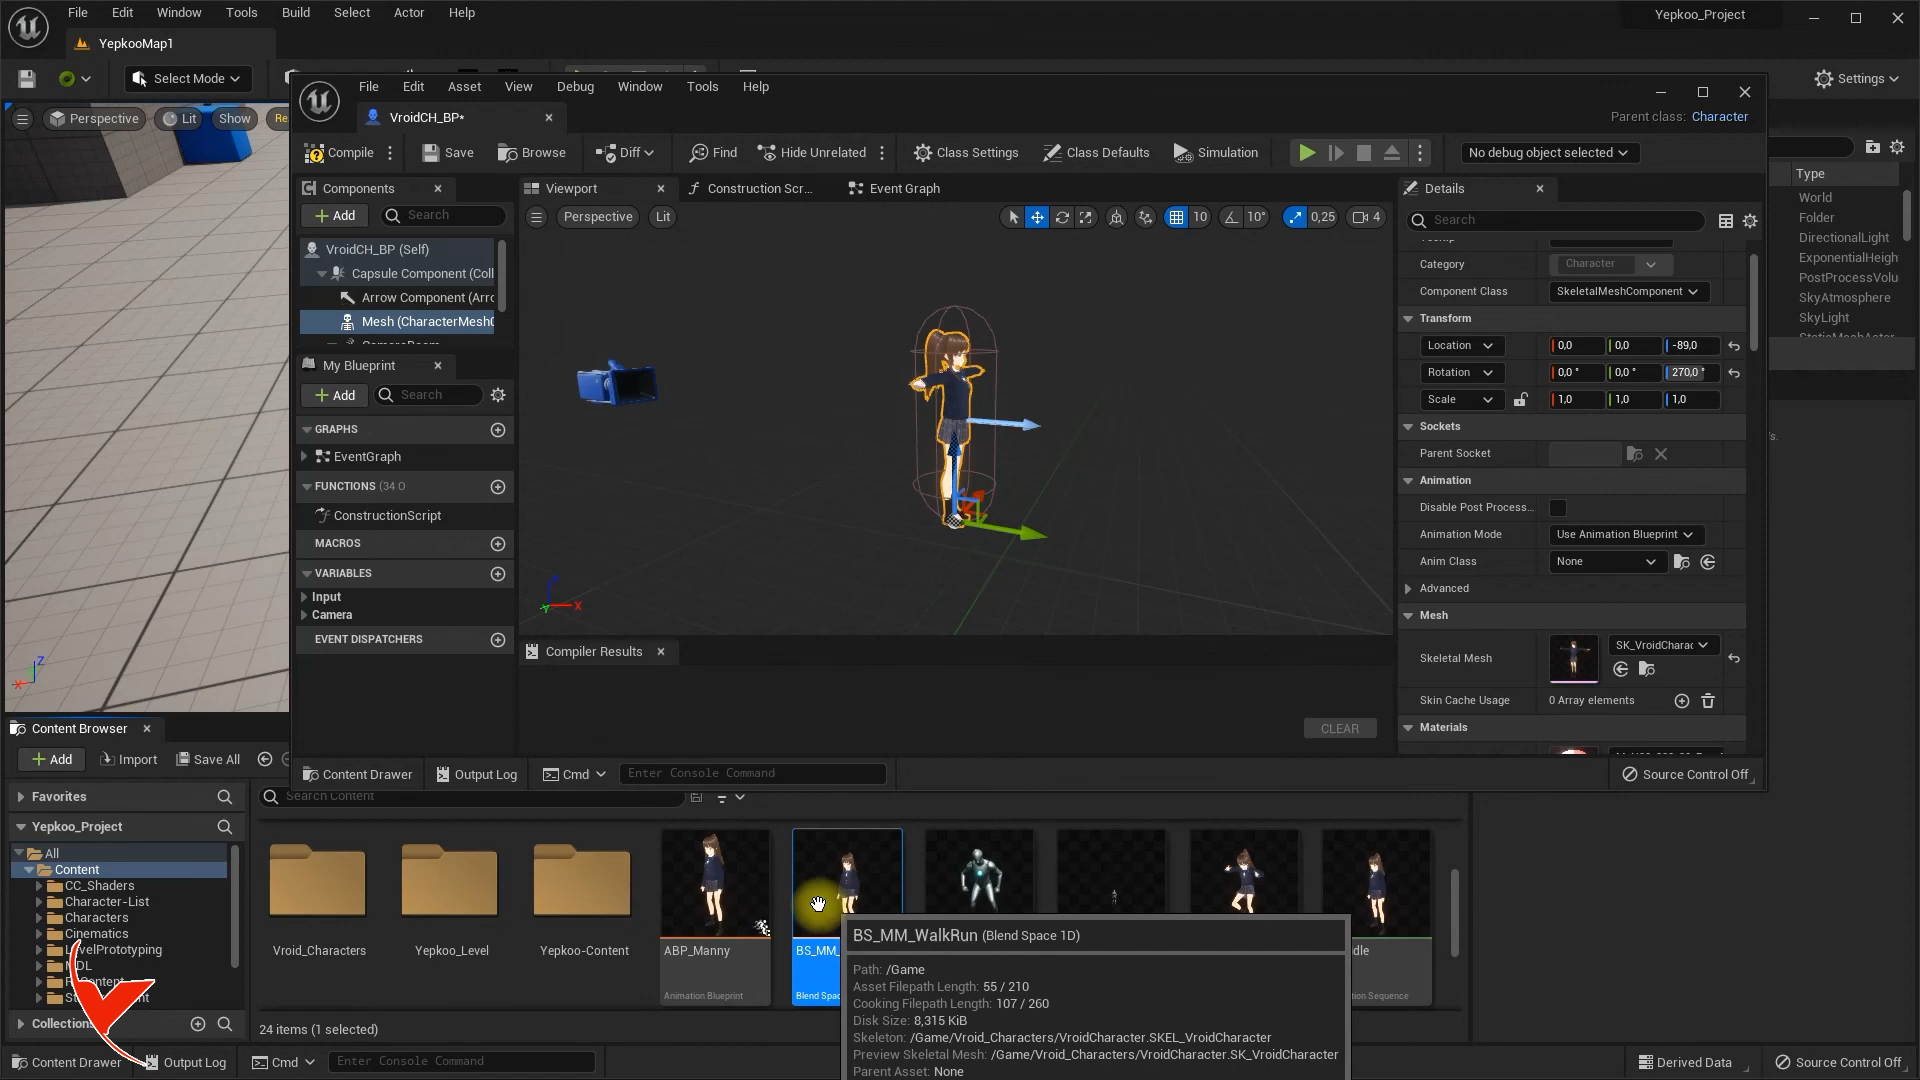 File Edit Window Tools Build Select Actor Help
Yepkoo_Project
YepkooMap1
Select Mode
Settings
File Edit Asset View Debug Window Tools Help
VroidCH_BP*
Parent class: Character
Perspective Lit Show Re
Compile Save Browse Diff Find Hide Unrelated Class Settings Class Defaults Simulation No debug object selected
Type
Components
Viewport
Construction Scr...
Event Graph
Details
World
Folder
DirectionalLight
ExponentialHeigh
PostProcessVolu
SkyAtmosphere
SkyLight
Add
Search
Perspective Lit
10 10° 0,25 4
Search
VroidCH_BP (Self)
Capsule Component (Coll
Arrow Component (Arro
Mesh (CharacterMesh
Category Character
Component Class SkeletalMeshComponent
Transform
Location 0,0 0,0 -89,0
Rotation 0,0 ° 0,0 ° 270,0 °
Scale 1,0 1,0 1,0
My Blueprint
Add
Search
GRAPHS
EventGraph
FUNCTIONS (34 O
ConstructionScript
MACROS
VARIABLES
Input
Camera
EVENT DISPATCHERS
Z
X
Y
Sockets
Parent Socket
Animation
Disable Post Process...
Animation Mode Use Animation Blueprint
Anim Class None
Advanced
Mesh
Skeletal Mesh SK_VroidCharac
Skin Cache Usage 0 Array elements
Materials
Compiler Results
CLEAR
Z
X
Content Drawer Output Log Cmd Enter Console Command
Source Control Off
Content Browser
Add Import Save All
Favorites
Search Content
Yepkoo_Project
All
Content
CC_Shaders
Character-List
Characters
Cinematics
LevelPrototyping
Collections
Vroid_Characters
Yepkoo_Level
Yepkoo-Content
ABP_Manny
Animation Blueprint
BS_MM_
Blend Spac
dle
ion Sequence
BS_MM_WalkRun (Blend Space 1D)
Path: /Game
Asset Filepath Length: 55 / 210
Cooking Filepath Length: 107 / 260
Disk Size: 8,315 KiB
Skeleton: /Game/Vroid_Characters/VroidCharacter.SKEL_VroidCharacter
Preview Skeletal Mesh: /Game/Vroid_Characters/VroidCharacter.SK_VroidCharacter
Parent Asset: None
24 items (1 selected)
Content Drawer Output Log Cmd Enter Console Command
Derived Data
Source Control Off